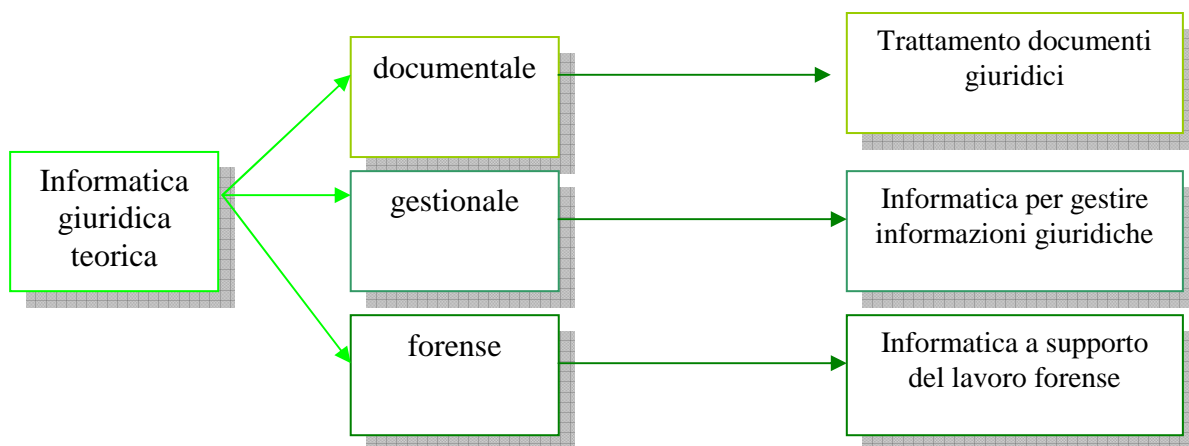 Informatica
giuridica
teorica
documentale
Trattamento documenti
giuridici
gestionale
Informatica per gestire
informazioni giuridiche
forense
Informatica a supporto
del lavoro forense